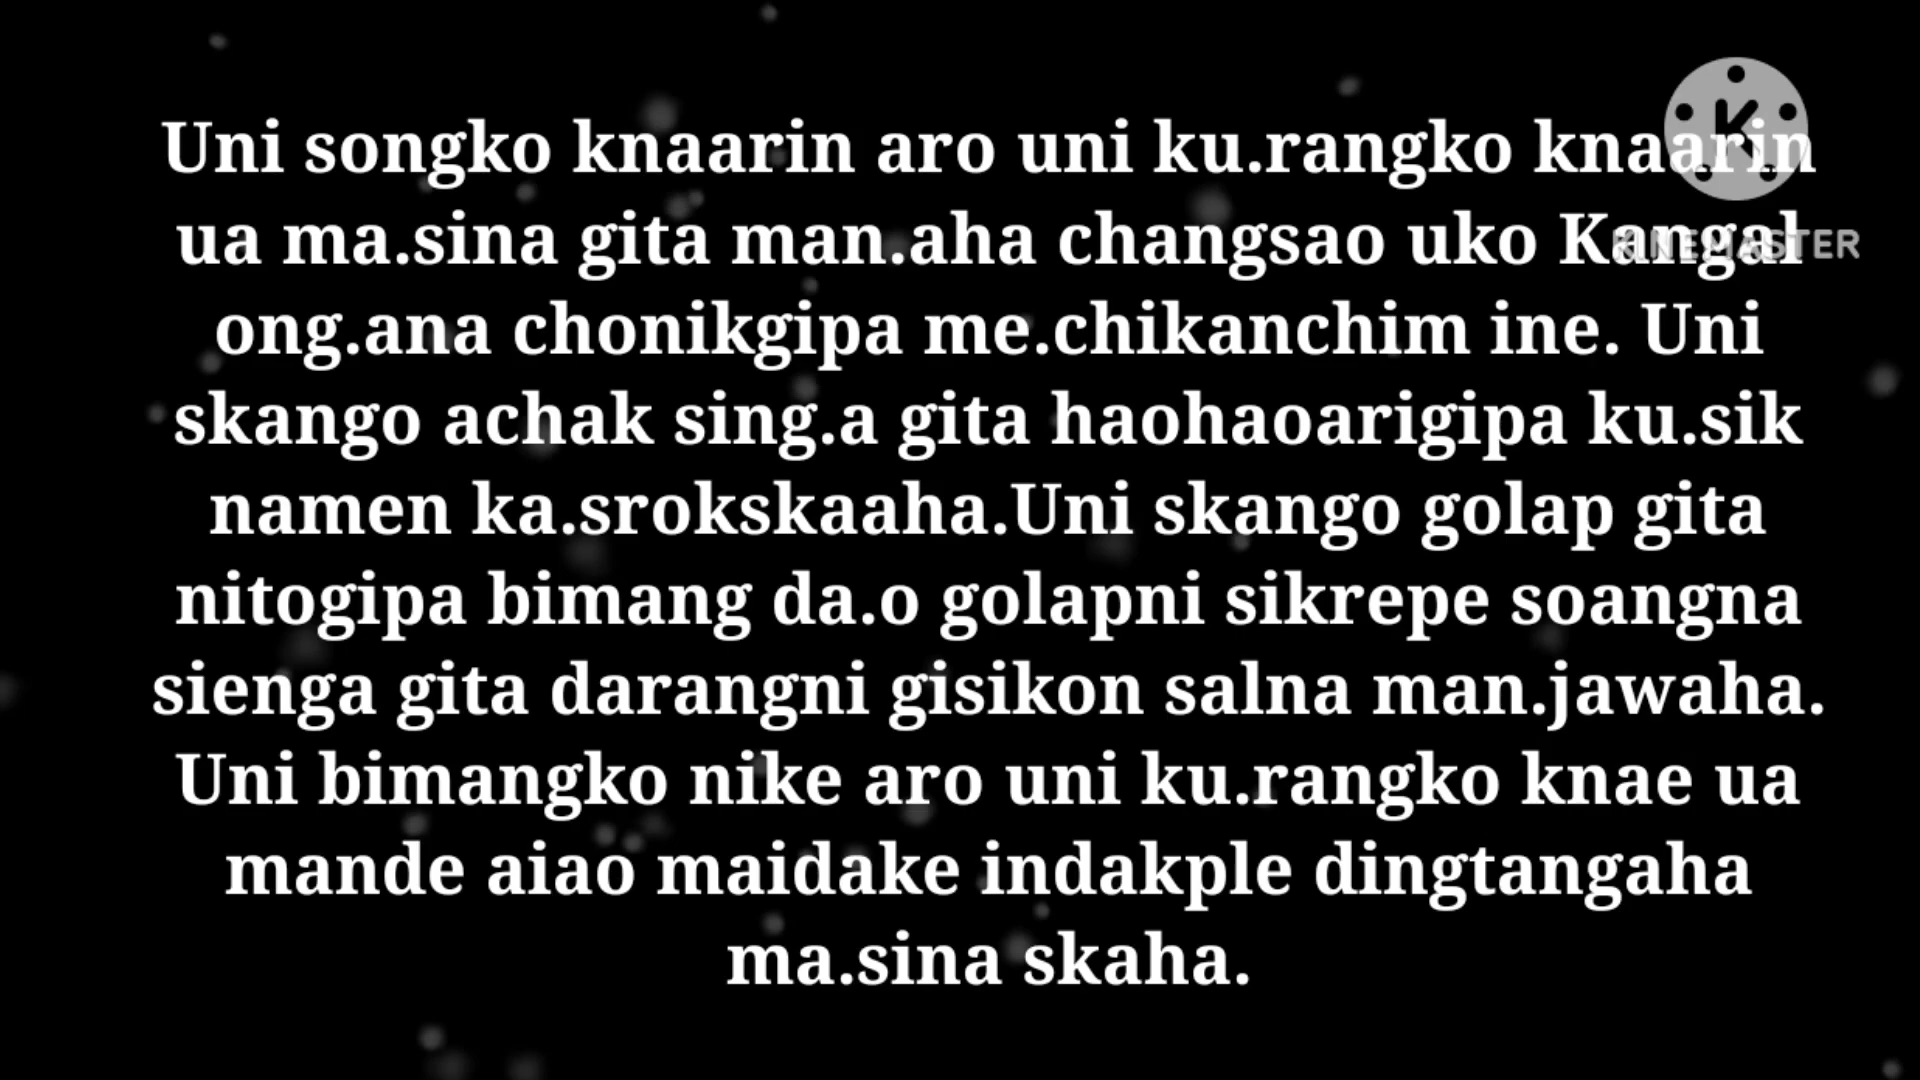 Uni songko knaarin aro uni ku.rangko knaarin
ua ma.sina gita man.aha changsao uko Kangal
ong.ana chonikgipa me.chikanchim ine. Uni
skango achak sing.a gita haohaoarigipa ku.sik
namen ka.srokskaaha.Uni skango golap gita
nitogipa bimang da.o golapni sikrepe soangna
sienga gita darangni gisikon salna man.jawaha.
Uni bimangko nike aro uni ku.rangko knae ua
mande aiao maidake indakple dingtangaha
ma.sina skaha.
KINEMASTER